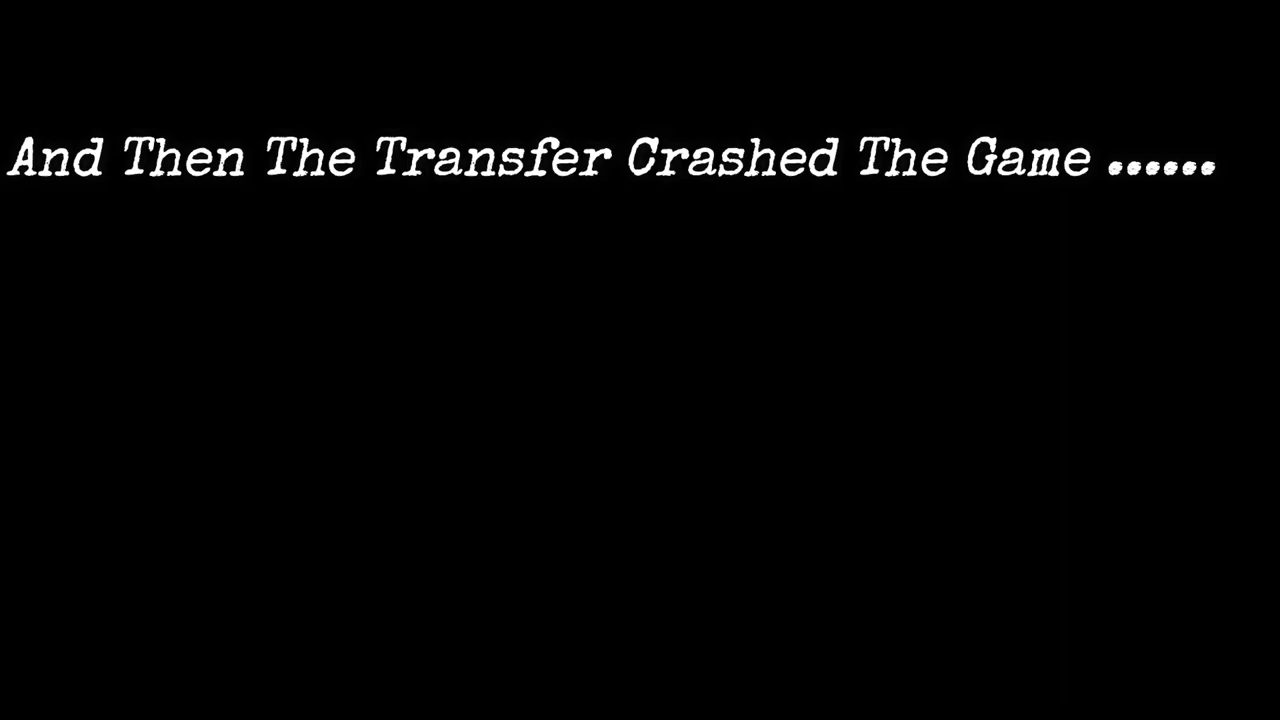 And Then The Transfer Crashed The Game ......